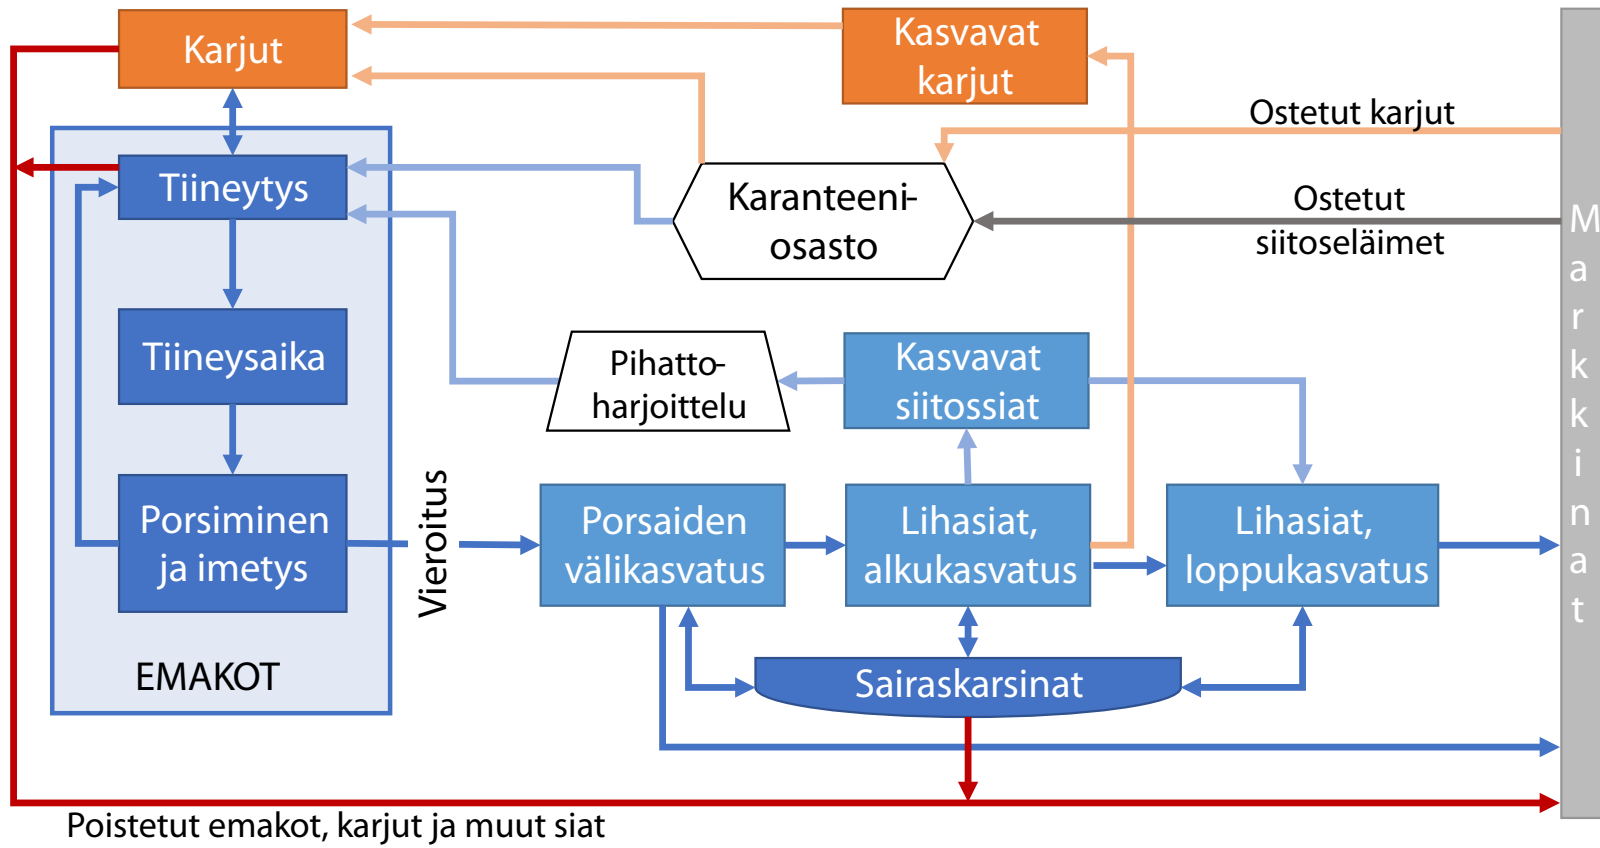 Karjut
Kasvavat
karjut
Ostetut karjut
Tiineytys
Karanteeni-
osasto
Ostetut
siitoseläimet
Markkinat
Tiineysaika
Pihatto-
harjoittelu
Kasvavat
siitossiat
Porsiminen
ja imetys
Vieroitus
Porsaiden
välikasvatus
Lihasiat,
alkukasvatus
Lihasiat,
loppukasvatus
EMAKOT
Sairaskarsinat
Poistetut emakot, karjut ja muut siat